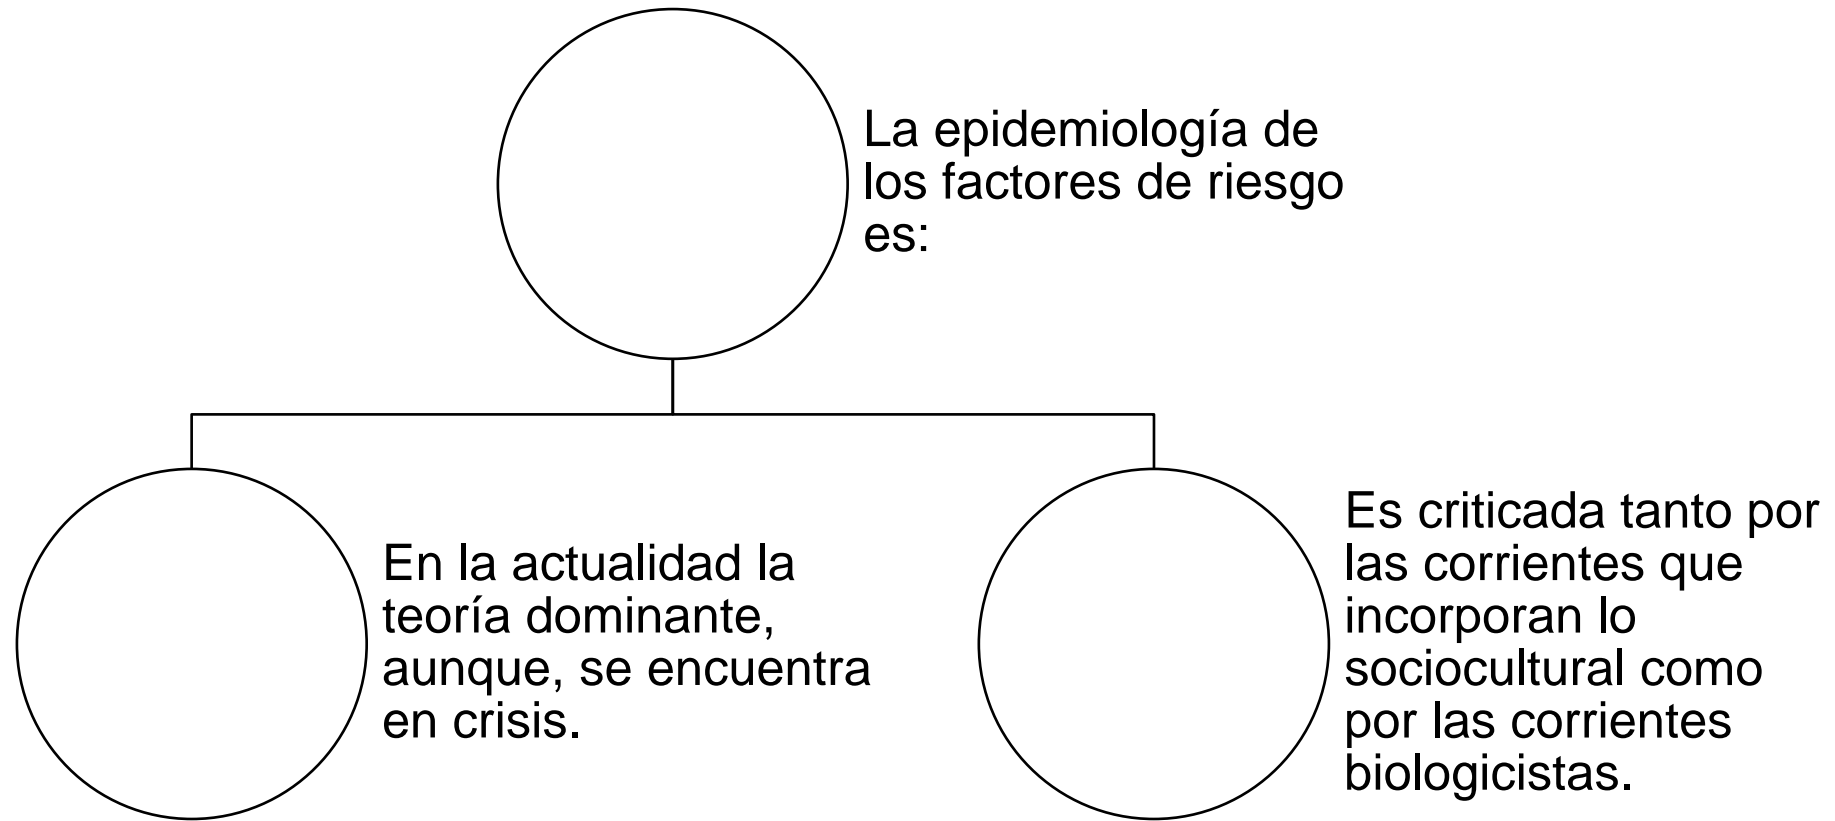 La epidemiología de
los factores de riesgo
es:
En la actualidad la
teoría dominante,
aunque, se encuentra
en crisis.
Es criticada tanto por
las corrientes que
incorporan lo
sociocultural como
por las corrientes
biologicistas.